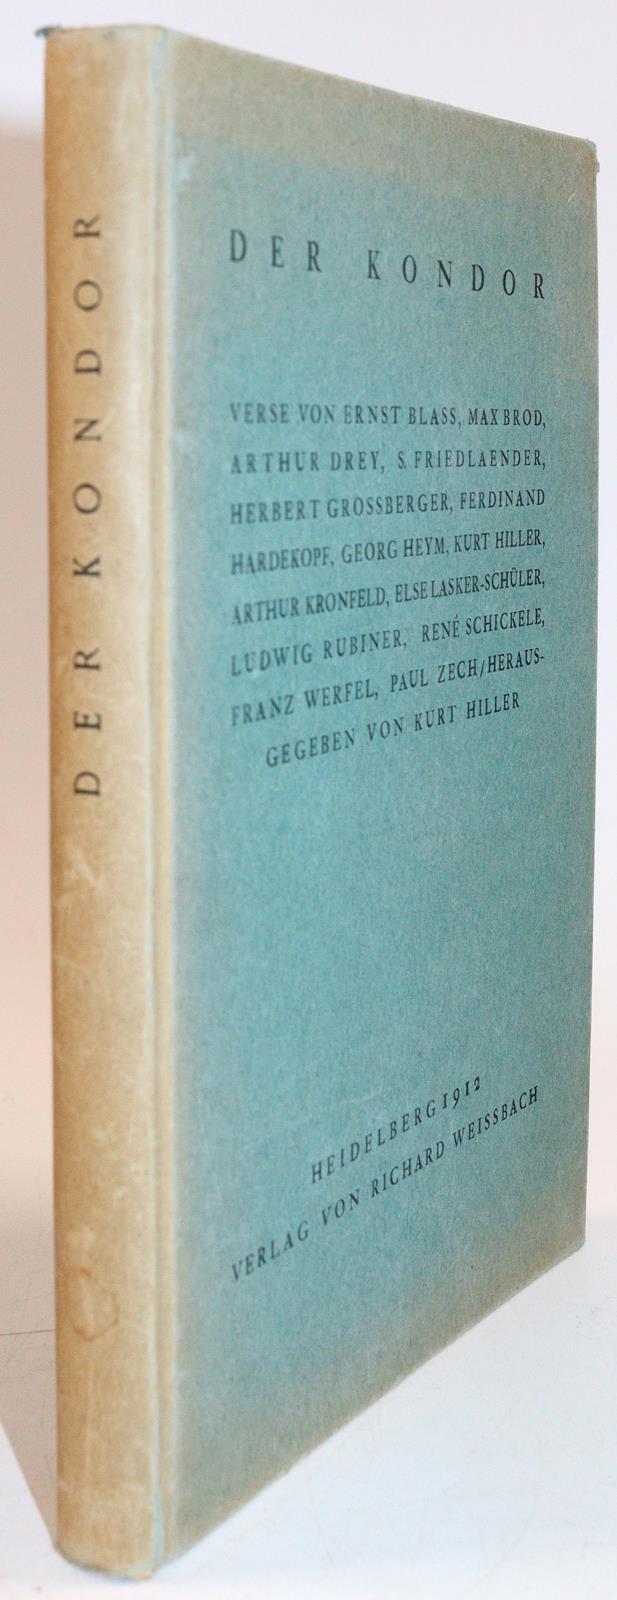 DER KONDOR
DER KONDOR
VERSE VON ERNST BLASS, MAX BROD,
ARTHUR DREY, S. FRIEDLAENDER,
HERBERT GROSSBERGER, FERDINAND
HARDEKOPF, GEORG HEYM, KURT HILLER,
ARTHUR KRONFELD, ELSE LASKER-SCHÜLER,
LUDWIG RUBINER, RENÉ SCHICKELE,
FRANZ WERFEL, PAUL ZECH/HERAUS-
GEGEBEN VON KURT HILLER
HEIDELBERG 1912
VERLAG VON RICHARD WEISSBACH